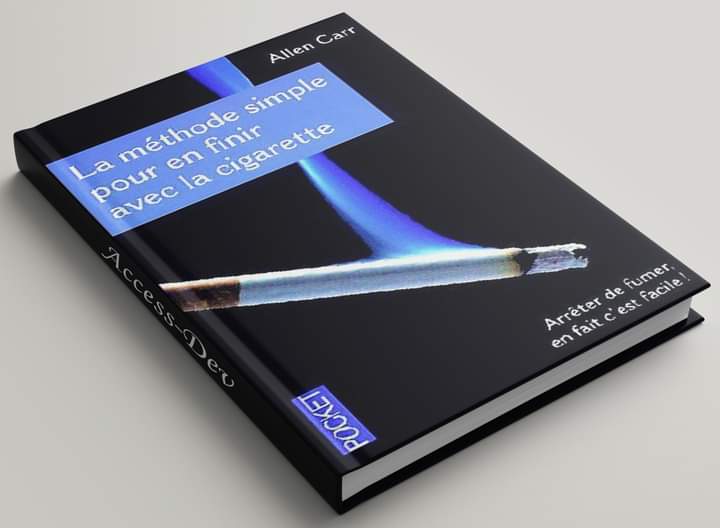 Allen Carr
La méthode simple
pour en finir
avec la cigarette
Arrêter de fumer,
en fait c'est facile !
POCKET
Access-Dev